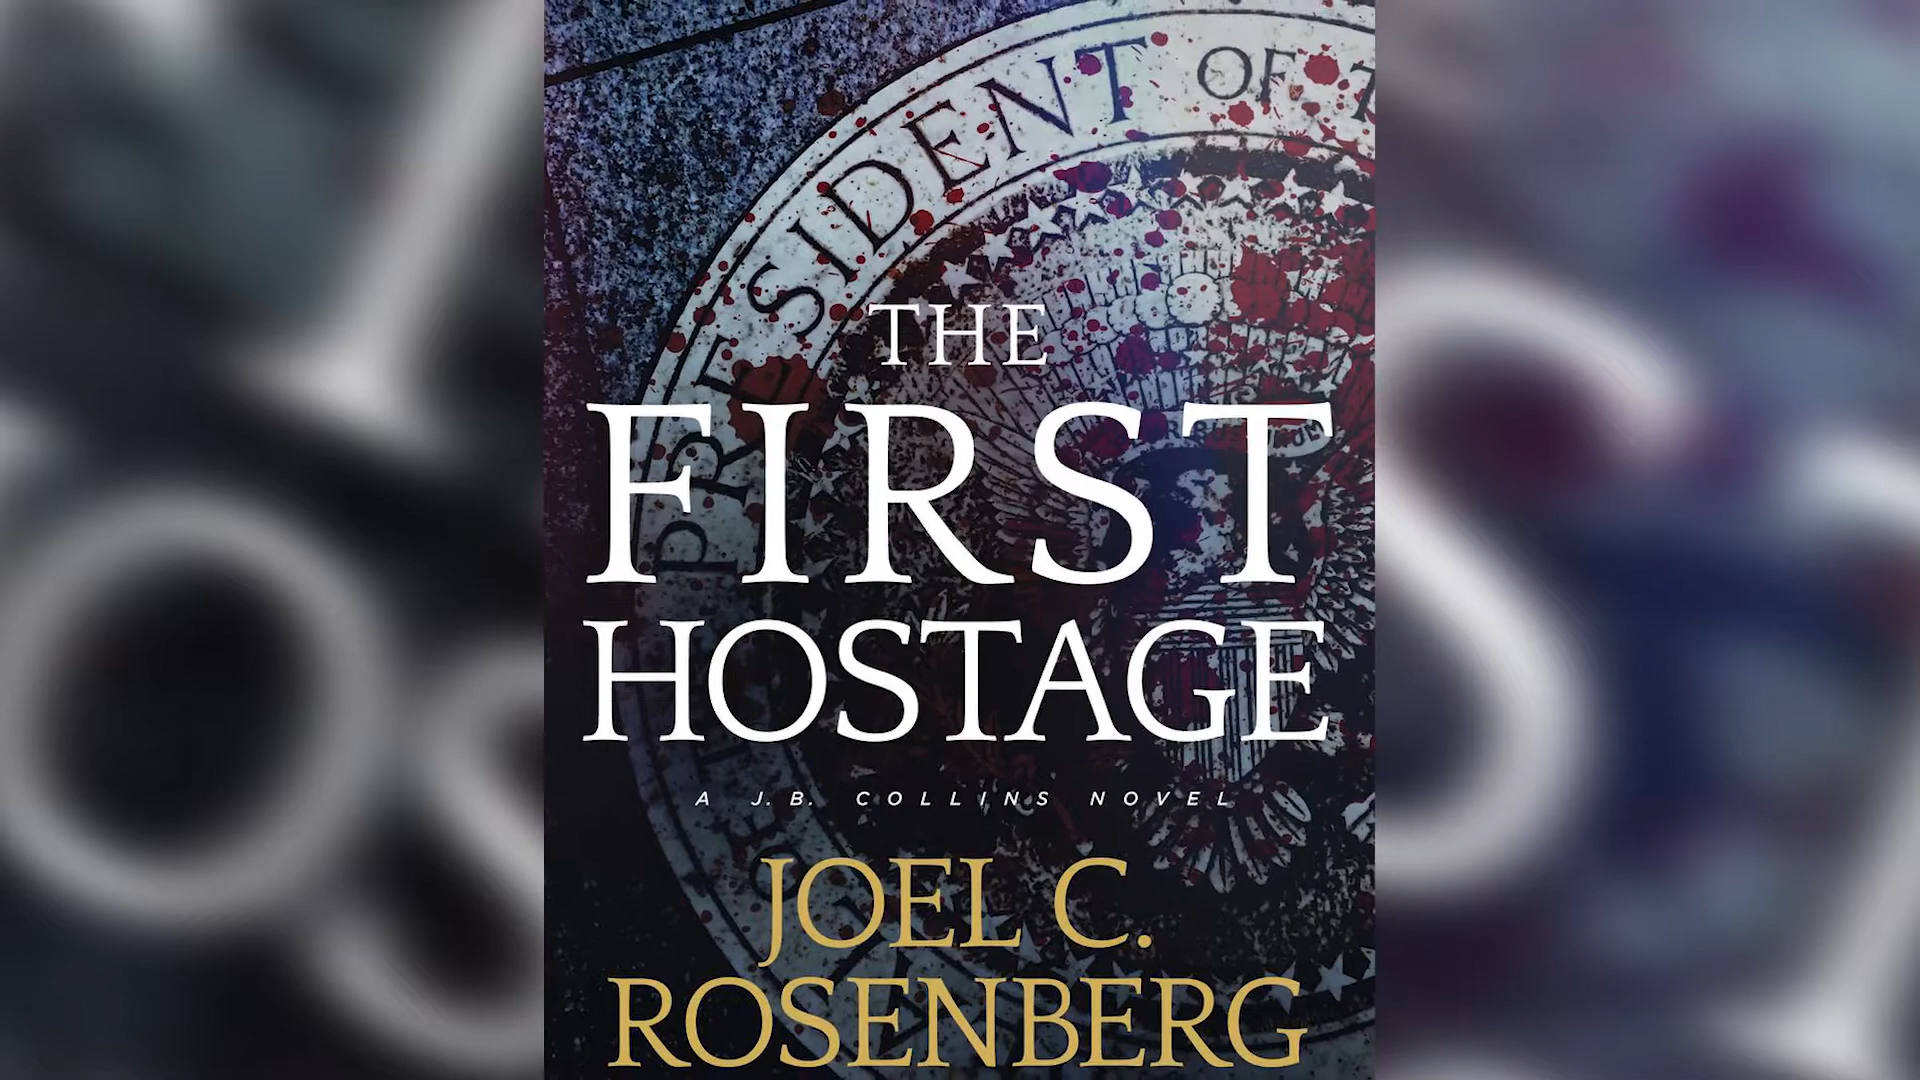 PRESIDENT OF T
THE
FIRST
HOSTAGE
A J.B. COLLINS NOVEL
JOEL C.
ROSENBERG